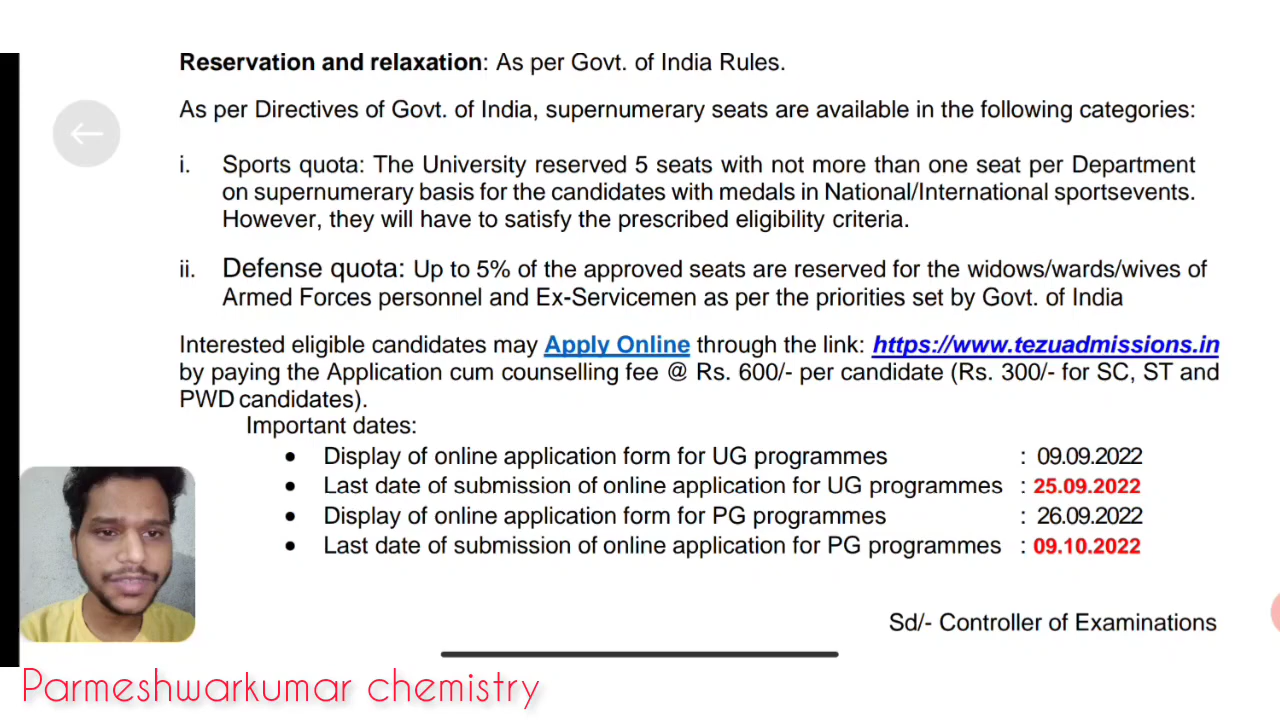 Reservation and relaxation: As per Govt. of India Rules.
As per Directives of Govt. of India, supernumerary seats are available in the following categories:
i. Sports quota: The University reserved 5 seats with not more than one seat per Department
on supernumerary basis for the candidates with medals in National/International sportsevents.
However, they will have to satisfy the prescribed eligibility criteria.
ii. Defense quota: Up to 5% of the approved seats are reserved for the widows/wards/wives of
Armed Forces personnel and Ex-Servicemen as per the priorities set by Govt. of India
Interested eligible candidates may Apply Online through the link: https://www.tezuadmissions.in
by paying the Application cum counselling fee @ Rs. 600/- per candidate (Rs. 300/- for SC, ST and
PWD candidates).
Important dates:
• Display of online application form for UG programmes : 09.09.2022
• Last date of submission of online application for UG programmes : 25.09.2022
• Display of online application form for PG programmes : 26.09.2022
• Last date of submission of online application for PG programmes : 09.10.2022
Sd/- Controller of Examinations
Parmeshwarkumar chemistry